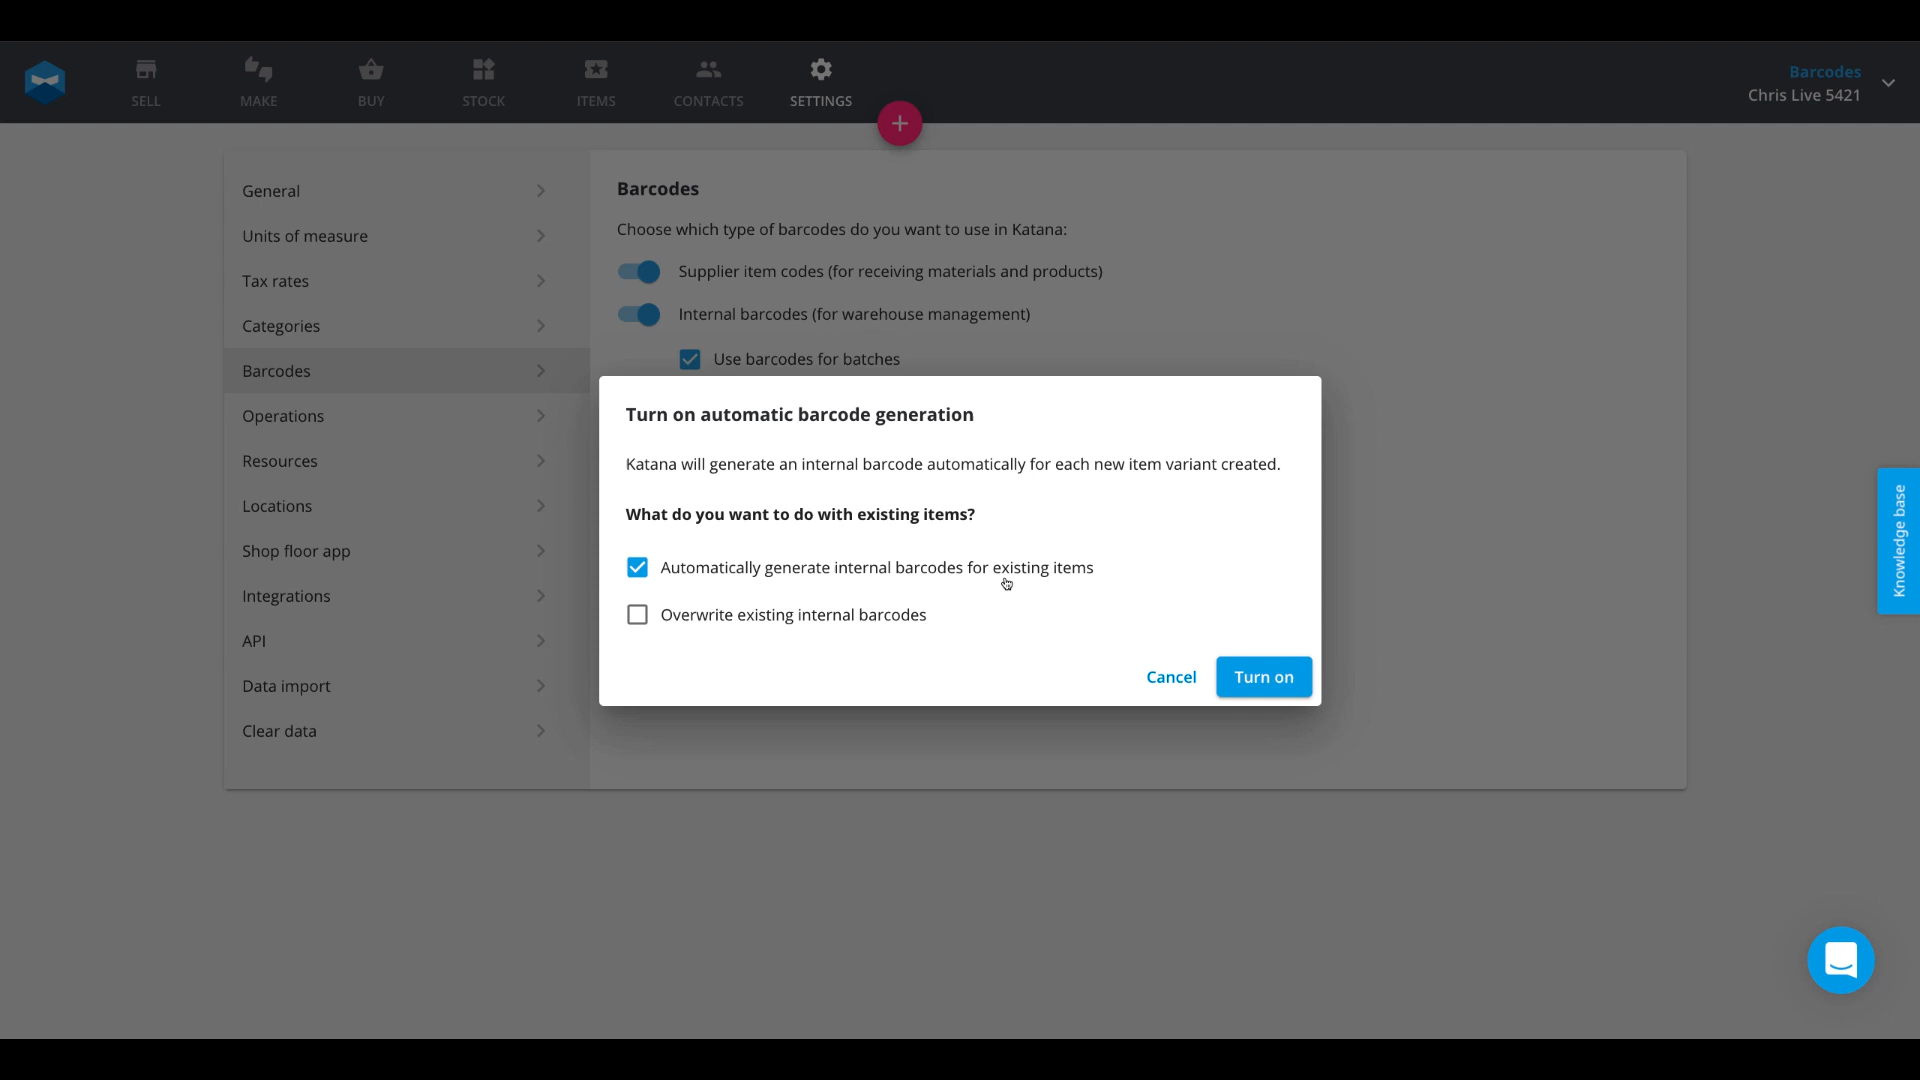 SELL
MAKE
BUY
STOCK
ITEMS
CONTACTS
SETTINGS
Barcodes
Chris Live 5421
General
Units of measure
Tax rates
Categories
Barcodes
Operations
Resources
Locations
Shop floor app
Integrations
API
Data import
Clear data
Barcodes
Choose which type of barcodes do you want to use in Katana:
Supplier item codes (for receiving materials and products)
Internal barcodes (for warehouse management)
Use barcodes for batches
Turn on automatic barcode generation
Katana will generate an internal barcode automatically for each new item variant created.
What do you want to do with existing items?
Automatically generate internal barcodes for existing items
Overwrite existing internal barcodes
Cancel
Turn on
Knowledge base